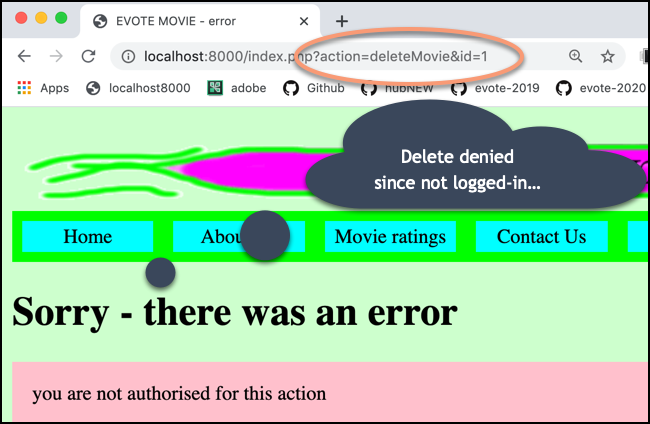 EVOTE MOVIE - error
localhost:8000/index.php?action=deleteMovie&id=1
Apps localhost8000 adobe Github hubNEW evote-2019 evote-2020
Delete denied
since not logged-in...
Home Movie ratings Contact Us
Sorry - there was an error
you are not authorised for this action